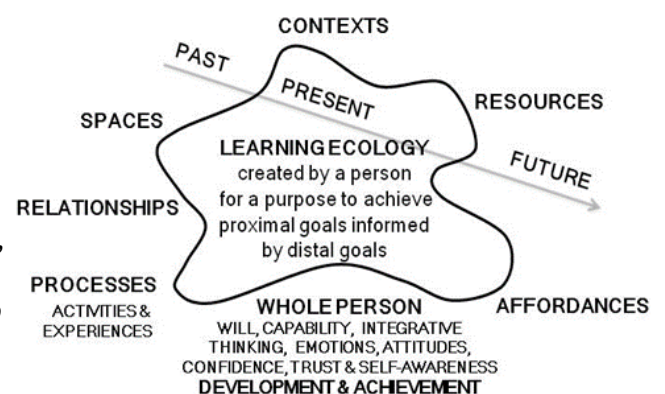 CONTEXTS
PAST
PRESENT
RESOURCES
SPACES
LEARNING ECOLOGY
created by a person
for a purpose to achieve
proximal goals informed
by distal goals
FUTURE
RELATIONSHIPS
PROCESSES
ACTIVITIES &
EXPERIENCES
WHOLE PERSON
WILL, CAPABILITY, INTEGRATIVE
THINKING, EMOTIONS, ATTITUDES,
CONFIDENCE, TRUST & SELF-AWARENESS
DEVELOPMENT & ACHIEVEMENT
AFFORDANCES